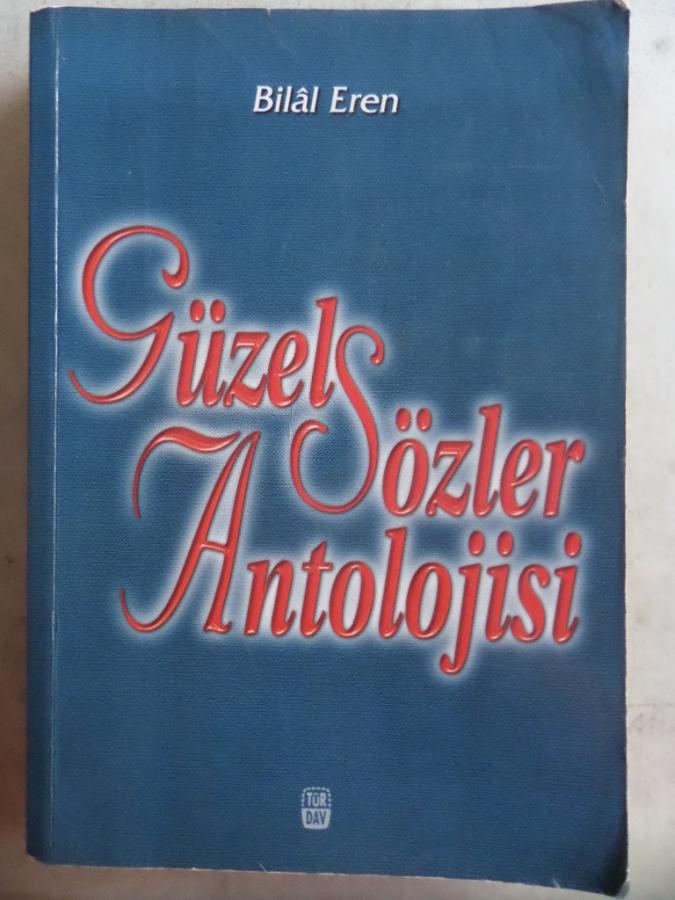 Bilâl Eren
Güzel Sözler
Antolojisi
TÜR
DAV